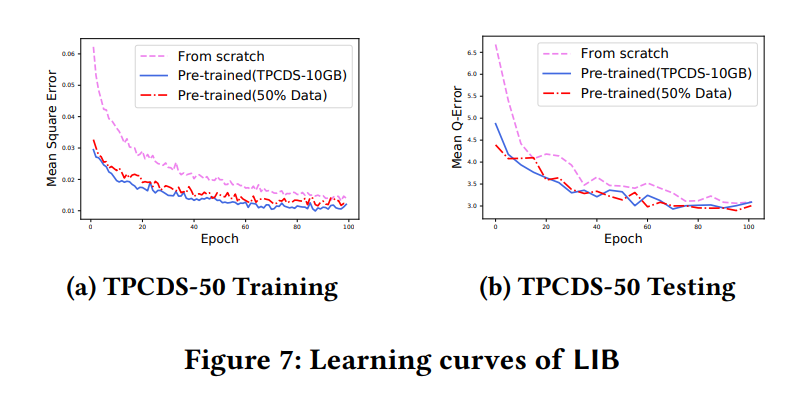 From scratch
Pre-trained(TPCDS-10GB)
Pre-trained(50% Data)
Mean Square Error
0.06
0.05
0.04
0.03
0.02
0.01
0 20 40 60 80 100
Epoch
(a) TPCDS-50 Training
From scratch
Pre-trained(TPCDS-10GB)
Pre-trained(50% Data)
Mean Q-Error
6.5
6.0
5.5
5.0
4.5
4.0
3.5
3.0
0 20 40 60 80 100
Epoch
(b) TPCDS-50 Testing
Figure 7: Learning curves of LIB